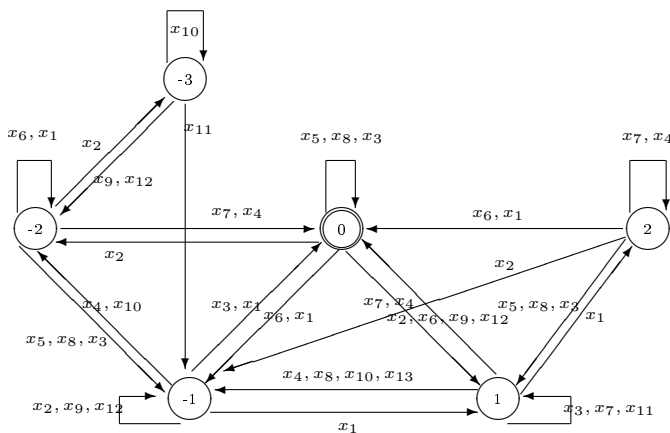 x10
-3
x11
x6, x1
x2
x5, x8, x3
x7, x4
x9, x12
-2
x7, x4
0
x6, x1
2
x2
x2
x4, x10
x3, x1
x7, x4
x5, x8, x3
x6, x1
x2, x6, x9, x12
x1
x5, x8, x3
x4, x8, x10, x13
x2, x9, x12
-1
1
x3, x7, x11
x1